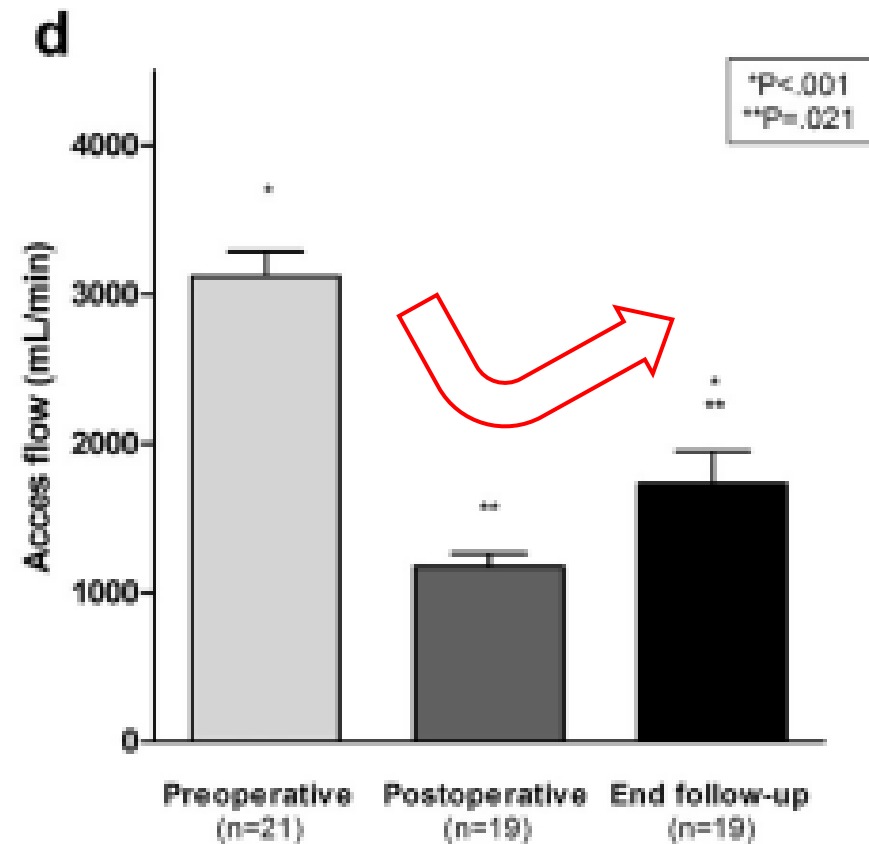 d
*P<.001
**P=.021
4000
3000
2000
1000
0
Acces flow (mL/min)
*
**
*
**
Preoperative Postoperative End follow-up
(n=21) (n=19) (n=19)